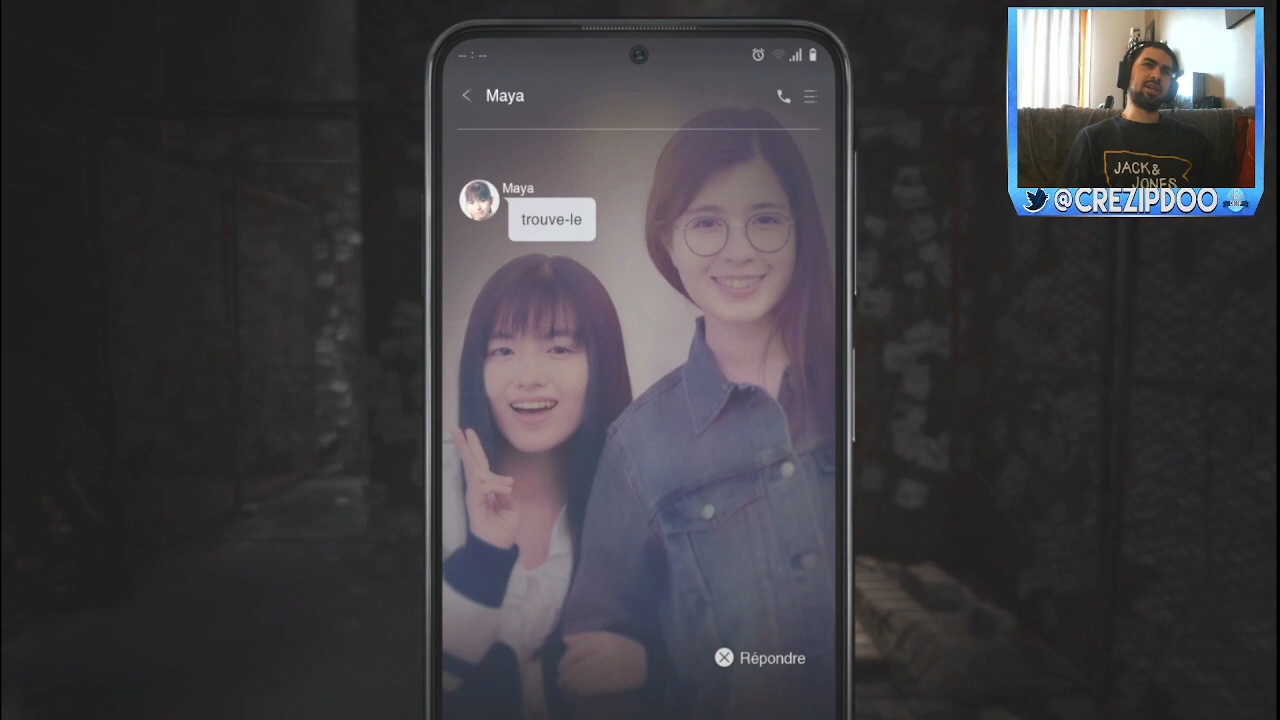 -- : --
Maya
Maya
trouve-le
Répondre
JACK &
JONES
@CREZIPDOO